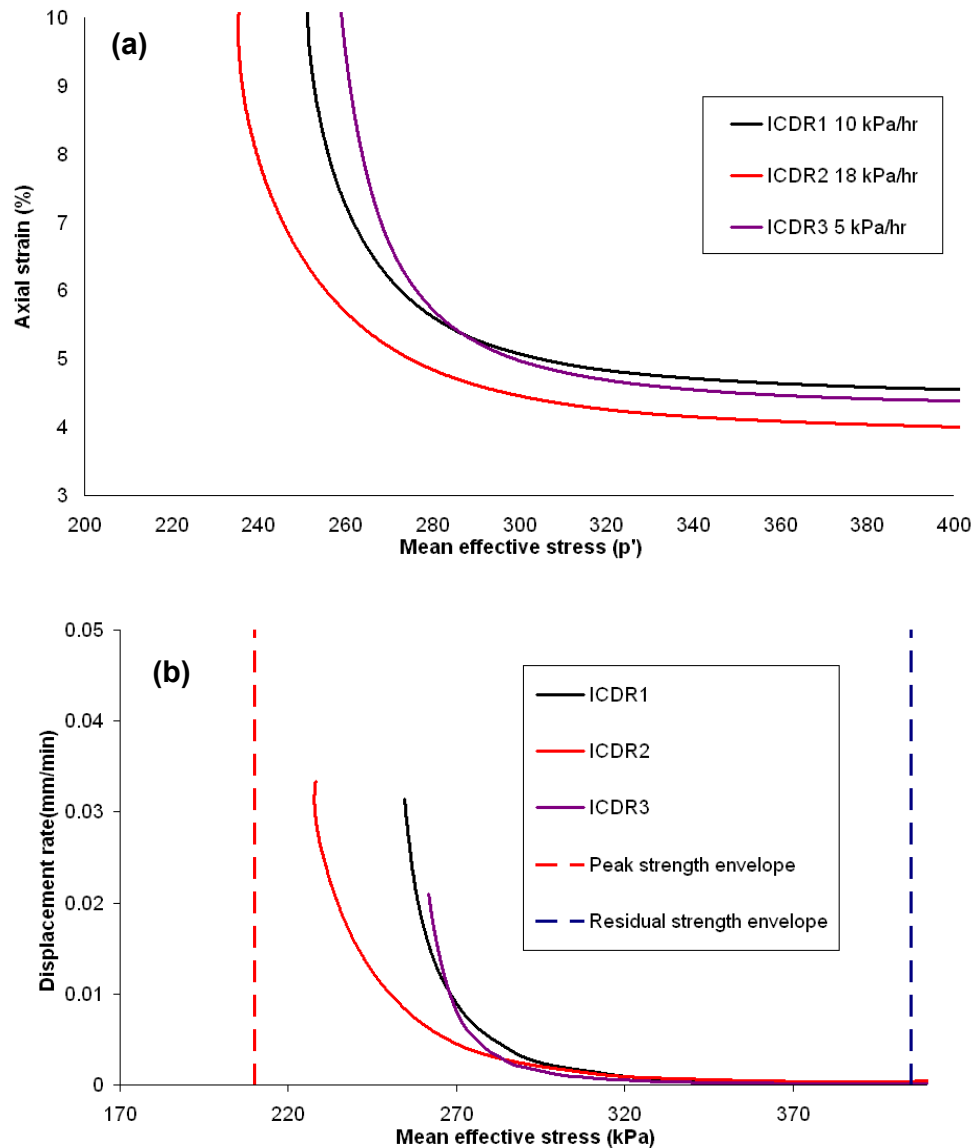 (a)
10
9
8
7
6
5
4
3
Axial strain (%)
ICDR1 10 kPa/hr
ICDR2 18 kPa/hr
ICDR3 5 kPa/hr
200 220 240 260 280 300 320 340 360 380 400
Mean effective stress (p')
(b)
0.05
0.04
0.03
0.02
0.01
0
Displacement rate(mm/min)
ICDR1
ICDR2
ICDR3
Peak strength envelope
Residual strength envelope
170 220 270 320 370
Mean effective stress (kPa)